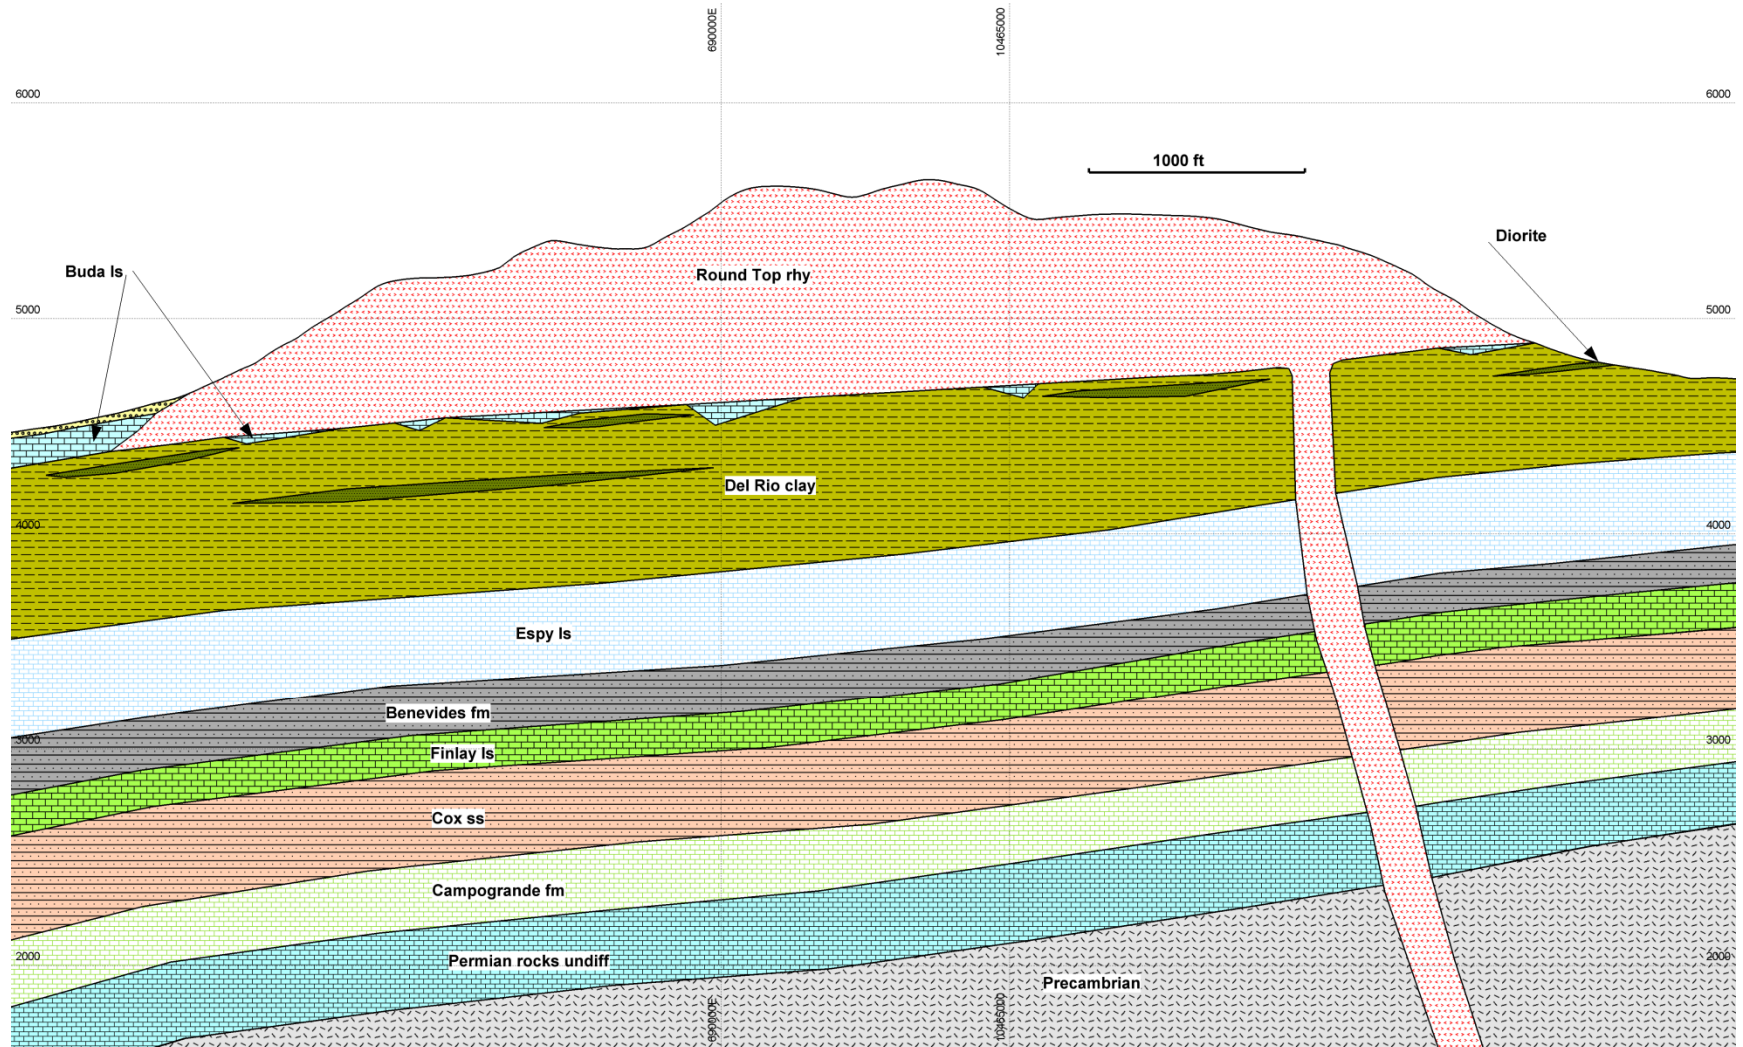 690000E
10465000
6000
6000
1000 ft
Diorite
Buda ls
Round Top rhy
5000
5000
Del Rio clay
4000
4000
Espy ls
Benevides fm
3000
3000
Finlay ls
Cox ss
Campogrande fm
2000
Permian rocks undiff
2000
Precambrian
690000E
10465000